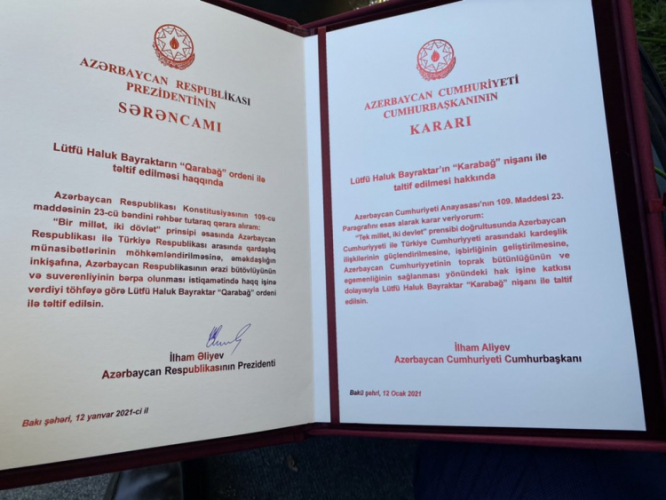 AZƏRBAYCAN RESPUBLİKASI
PREZİDENTİNİN
SƏRƏNCAMI
Lütfü Haluk Bayraktarın “Qarabağ” ordeni ilə
təltif edilməsi haqqında
Azərbaycan Respublikası Konstitusiyasının 109-cu
maddəsinin 23-cü bəndini rəhbər tutaraq qərara alıram:
“Bir millət, iki dövlət” prinsipi əsasında Azərbaycan
Respublikası ilə Türkiyə Respublikası arasında qardaşlıq
münasibətlərinin möhkəmləndirilməsinə, əməkdaşlığın
inkişafına, Azərbaycan Respublikasının ərazi bütövlüyünün
və suverenliyinin bərpa olunması istiqamətində haqq işinə
verdiyi töhfəyə görə Lütfü Haluk Bayraktar “Qarabağ” ordeni
ilə təltif edilsin.
İlham Əliyev
Azərbaycan Respublikasının Prezidenti
Bakı şəhəri, 12 yanvar 2021-ci il
AZERBAYCAN CUMHURİYETİ
CUMHURBAŞKANININ
KARARI
Lütfü Haluk Bayraktar’ın “Karabağ” nişanı ile
taltif edilmesi hakkında
Azerbaycan Cumhuriyeti Anayasası’nın 109. Maddesi 23.
Paragrafını esas alarak karar veriyorum:
“Tek millet, iki devlet” prensibi doğrultusunda Azerbaycan
Cumhuriyeti ile Türkiye Cumhuriyeti arasındaki kardeşlik
ilişkilerinin güçlendirilmesine, işbirliğinin geliştirilmesine,
Azerbaycan Cumhuriyetinin toprak bütünlüğünün ve
egemenliğinin sağlanması yönündeki hak işine katkısı
dolayısıyla Lütfü Haluk Bayraktar “Karabağ” nişanı ile taltif
edilsin.
İlham Aliyev
Azerbaycan Cumhuriyeti Cumhurbaşkanı
Bakü şehri, 12 Ocak 2021